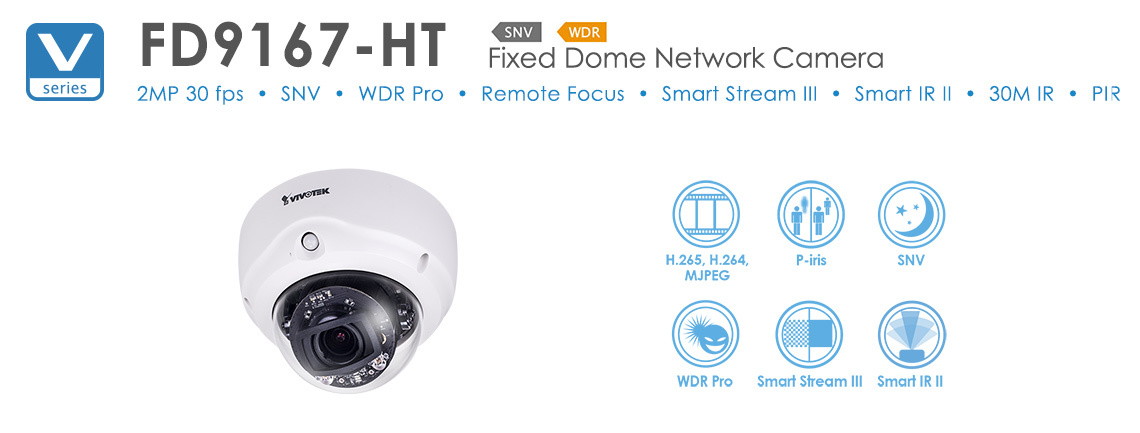 V
series
FD9167-HT
SNV
WDR
Fixed Dome Network Camera
2MP 30 fps • SNV • WDR Pro • Remote Focus • Smart Stream III • Smart IR II • 30M IR • PIR
VIVOTEK
H.265, H.264,
MJPEG
P-iris
SNV
WDR Pro
Smart Stream III
Smart IR II